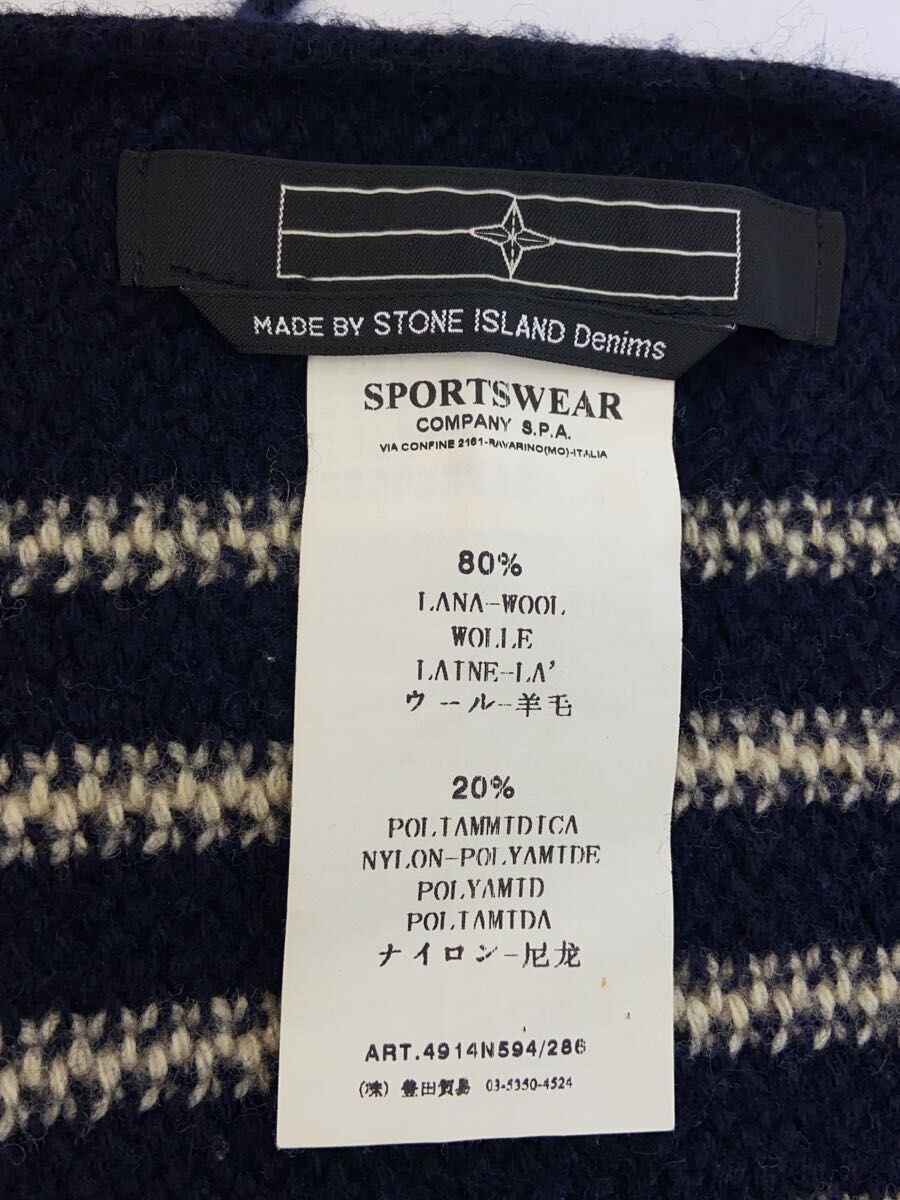 MADE BY STONE ISLAND Denims
SPORTSWEAR
COMPANY S.P.A.
VIA CONFINE 2161-RAVARINO(MO)-ITALIA
80%
LANA-WOOL
WOLLE
LAINE-LA'
ウール-羊毛
20%
POLIAMMIDICA
NYLON-POLYAMIDE
POLYAMID
POLIAMIDA
ナイロン-尼龙
ART.4914N594/286
(株) 豊田貿易 03-5350-4524